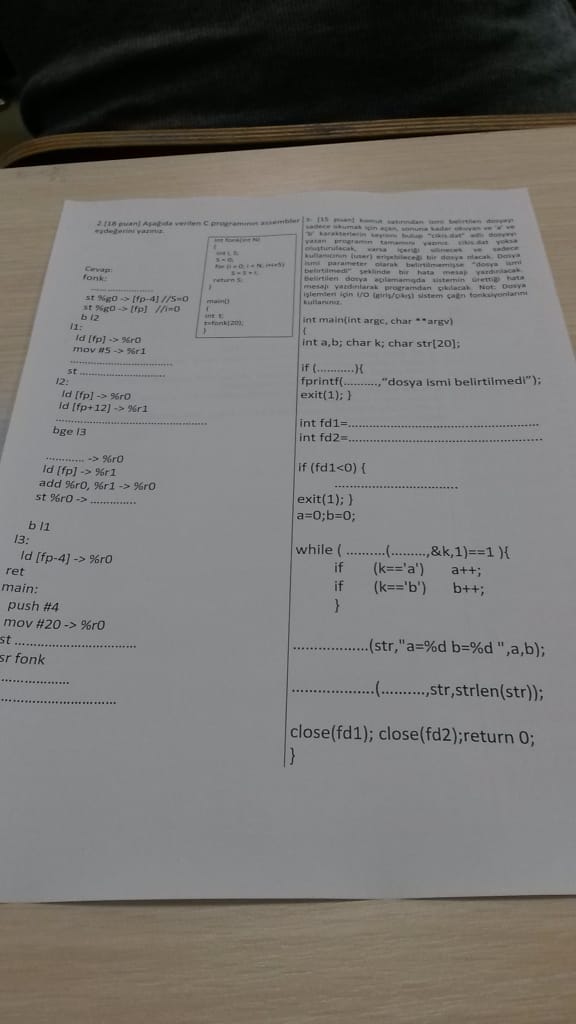 2.[18 puan] Aşağıda verilen C programının assembler
eşdeğerini yazınız.
int fonk(int N)
{
int i, S;
S = 0;
for (i = 0; i < N; i+=5)
S = S + i;
return S;
}
main()
{
int t;
t=fonk(20);
}
Cevap:
fonk:
.....................
st %g0 -> [fp-4] //S=0
st %g0 -> [fp] //i=0
b l2
l1:
ld [fp] -> %r0
mov #5 -> %r1
..................................
st ............................
l2:
ld [fp] -> %r0
ld [fp+12] -> %r1
..................................................
bge l3
............ -> %r0
ld [fp] -> %r1
add %r0, %r1 -> %r0
st %r0 -> ..............
b l1
l3:
ld [fp-4] -> %r0
ret
main:
push #4
mov #20 -> %r0
st ....................................
sr fonk
....................
..................................
3- [15 puan] Komut satırından ismi belirtilen dosyayı
sadece okumak için açan, sonuna kadar okuyan ve 'a' ve
'b' karakterlerin sayısını bulup "cikis.dat" adlı dosyayı
yazan programın tamamını yazınız. cikis.dat yoksa
oluşturulacak, varsa içeriği silinecek ve sadece
kullanıcının (user) erişebileceği bir dosya olacak. Dosya
ismi parameter olarak belirtilmemişse "dosya ismi
belirtilmedi" şeklinde bir hata mesajı yazdırılacak.
Belirtilen dosya açılamamışda sistemin ürettiği hata
mesajı yazdırılarak programdan çıkılacak. Not: Dosya
işlemleri için I/O (giriş/çıkış) sistem çağrı fonksiyonlarını
kullanınız.
int main(int argc, char **argv)
{
int a,b; char k; char str[20];
if (...........){
fprintf(..........,"dosya ismi belirtilmedi");
exit(1); }
int fd1=.....................................................
int fd2=......................................................
if (fd1<0) {
..................................
exit(1); }
a=0;b=0;
while ( ..........(.........,&k,1)==1 ){
if (k=='a') a++;
if (k=='b') b++;
}
...................(str,"a=%d b=%d ",a,b);
.....................(..........,str,strlen(str));
close(fd1); close(fd2);return 0;
}